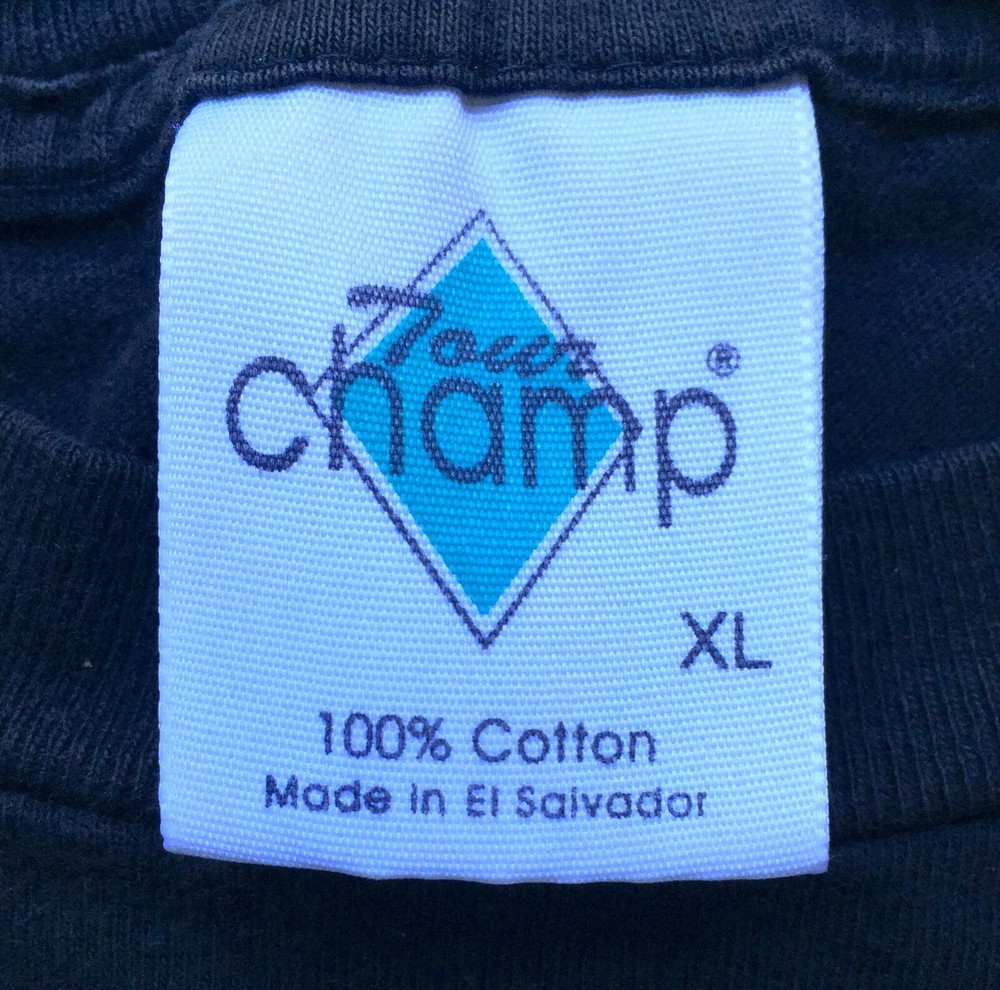 Tour
champ®
XL
100% Cotton
Made in El Salvador